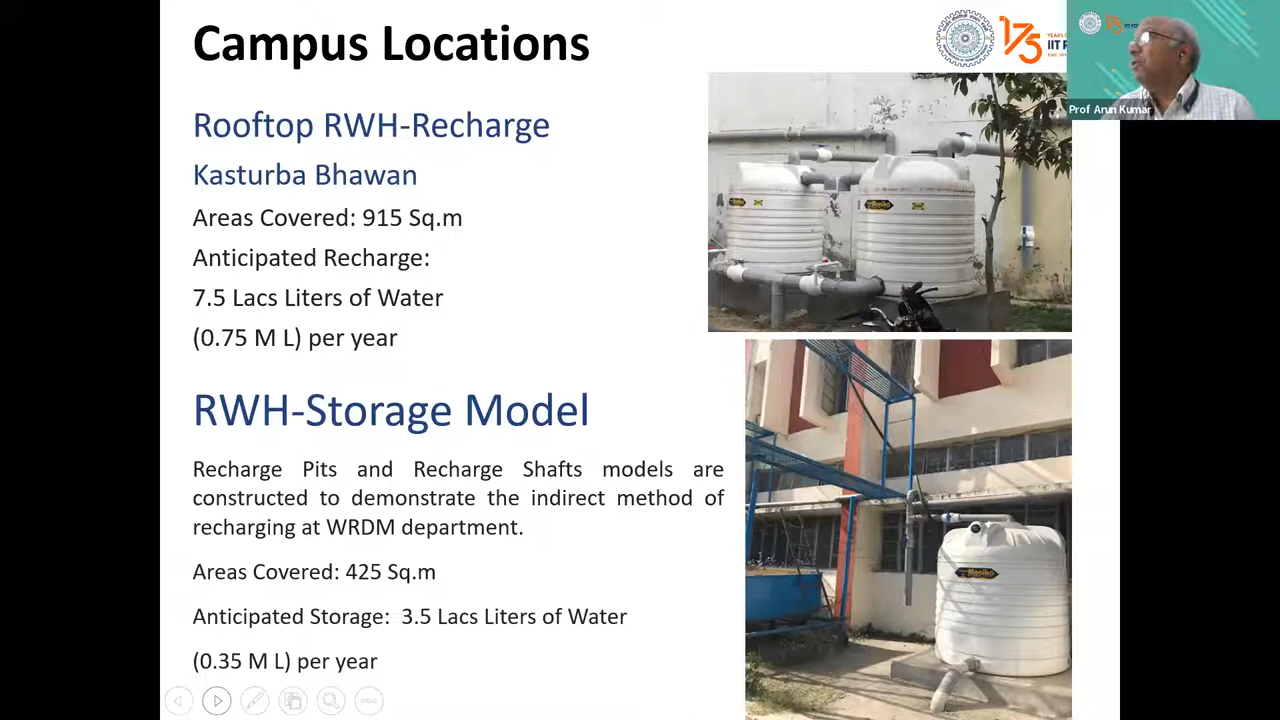 Campus Locations
Rooftop RWH-Recharge
Kasturba Bhawan
Areas Covered: 915 Sq.m
Anticipated Recharge:
7.5 Lacs Liters of Water
(0.75 M L) per year
RWH-Storage Model
Recharge Pits and Recharge Shafts models are
constructed to demonstrate the indirect method of
recharging at WRDM department.
Areas Covered: 425 Sq.m
Anticipated Storage: 3.5 Lacs Liters of Water
(0.35 M L) per year
175
Prof Arun Kumar